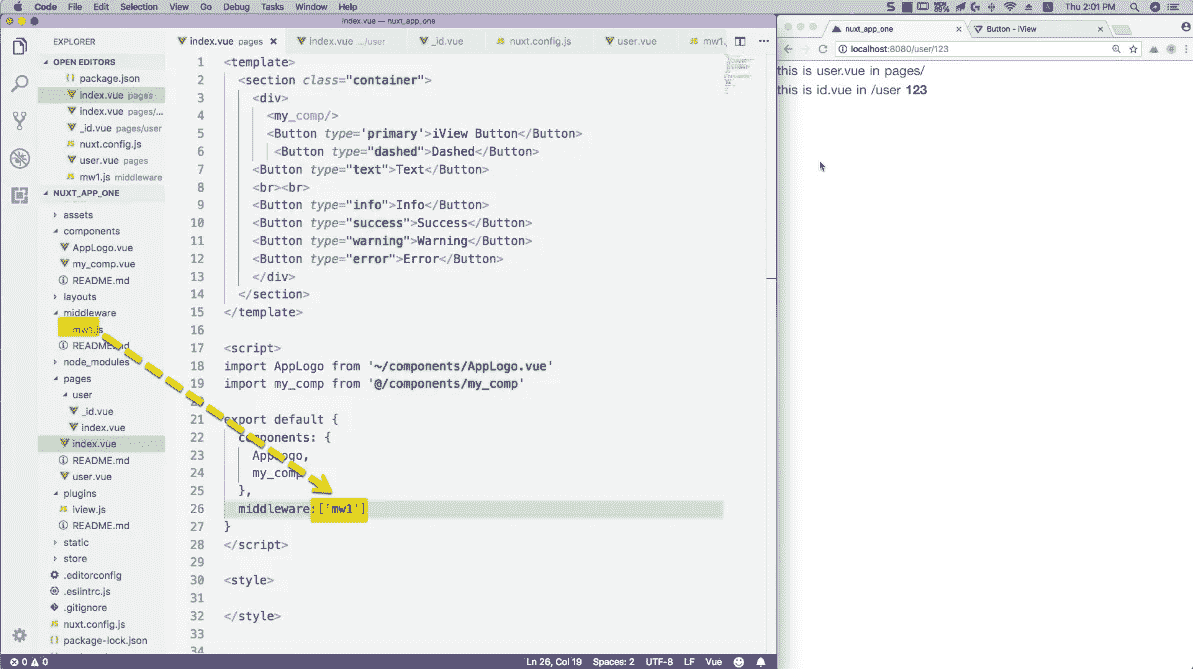 Code File Edit Selection View Go Debug Tasks Window Help
Thu 2:01 PM
index.vue — nuxt_app_one
EXPLORER
OPEN EDITORS
package.json
index.vue pages
index.vue pages/...
_id.vue pages/user
nuxt.config.js
user.vue pages
mw1.js middleware
NUXT_APP_ONE
assets
components
AppLogo.vue
my_comp.vue
README.md
layouts
middleware
mw1.js
README.md
node_modules
pages
user
_id.vue
index.vue
index.vue
README.md
user.vue
plugins
iview.js
README.md
static
store
.editorconfig
.eslintrc.js
.gitignore
nuxt.config.js
package-lock.json
index.vue pages
index.vue .../user
_id.vue
nuxt.config.js
user.vue
mw1.
1 <template>
2 <section class="container">
3 <div>
4 <my_comp/>
5 <Button type='primary'>iView Button</Button>
6 <Button type="dashed">Dashed</Button>
7 <Button type="text">Text</Button>
8 <br><br>
9 <Button type="info">Info</Button>
10 <Button type="success">Success</Button>
11 <Button type="warning">Warning</Button>
12 <Button type="error">Error</Button>
13 </div>
14 </section>
15 </template>
16
17 <script>
18 import AppLogo from '~/components/AppLogo.vue'
19 import my_comp from '@/components/my_comp'
20
21 export default {
22 components: {
23 AppLogo,
24 my_comp
25 },
26 middleware:['mw1']
27 }
28 </script>
29
30 <style>
31
32 </style>
33
34
0 0
Ln 26, Col 19 Spaces: 2 UTF-8 LF Vue
nuxt_app_one
Button - iView
localhost:8080/user/123
this is user.vue in pages/
this is id.vue in /user 123